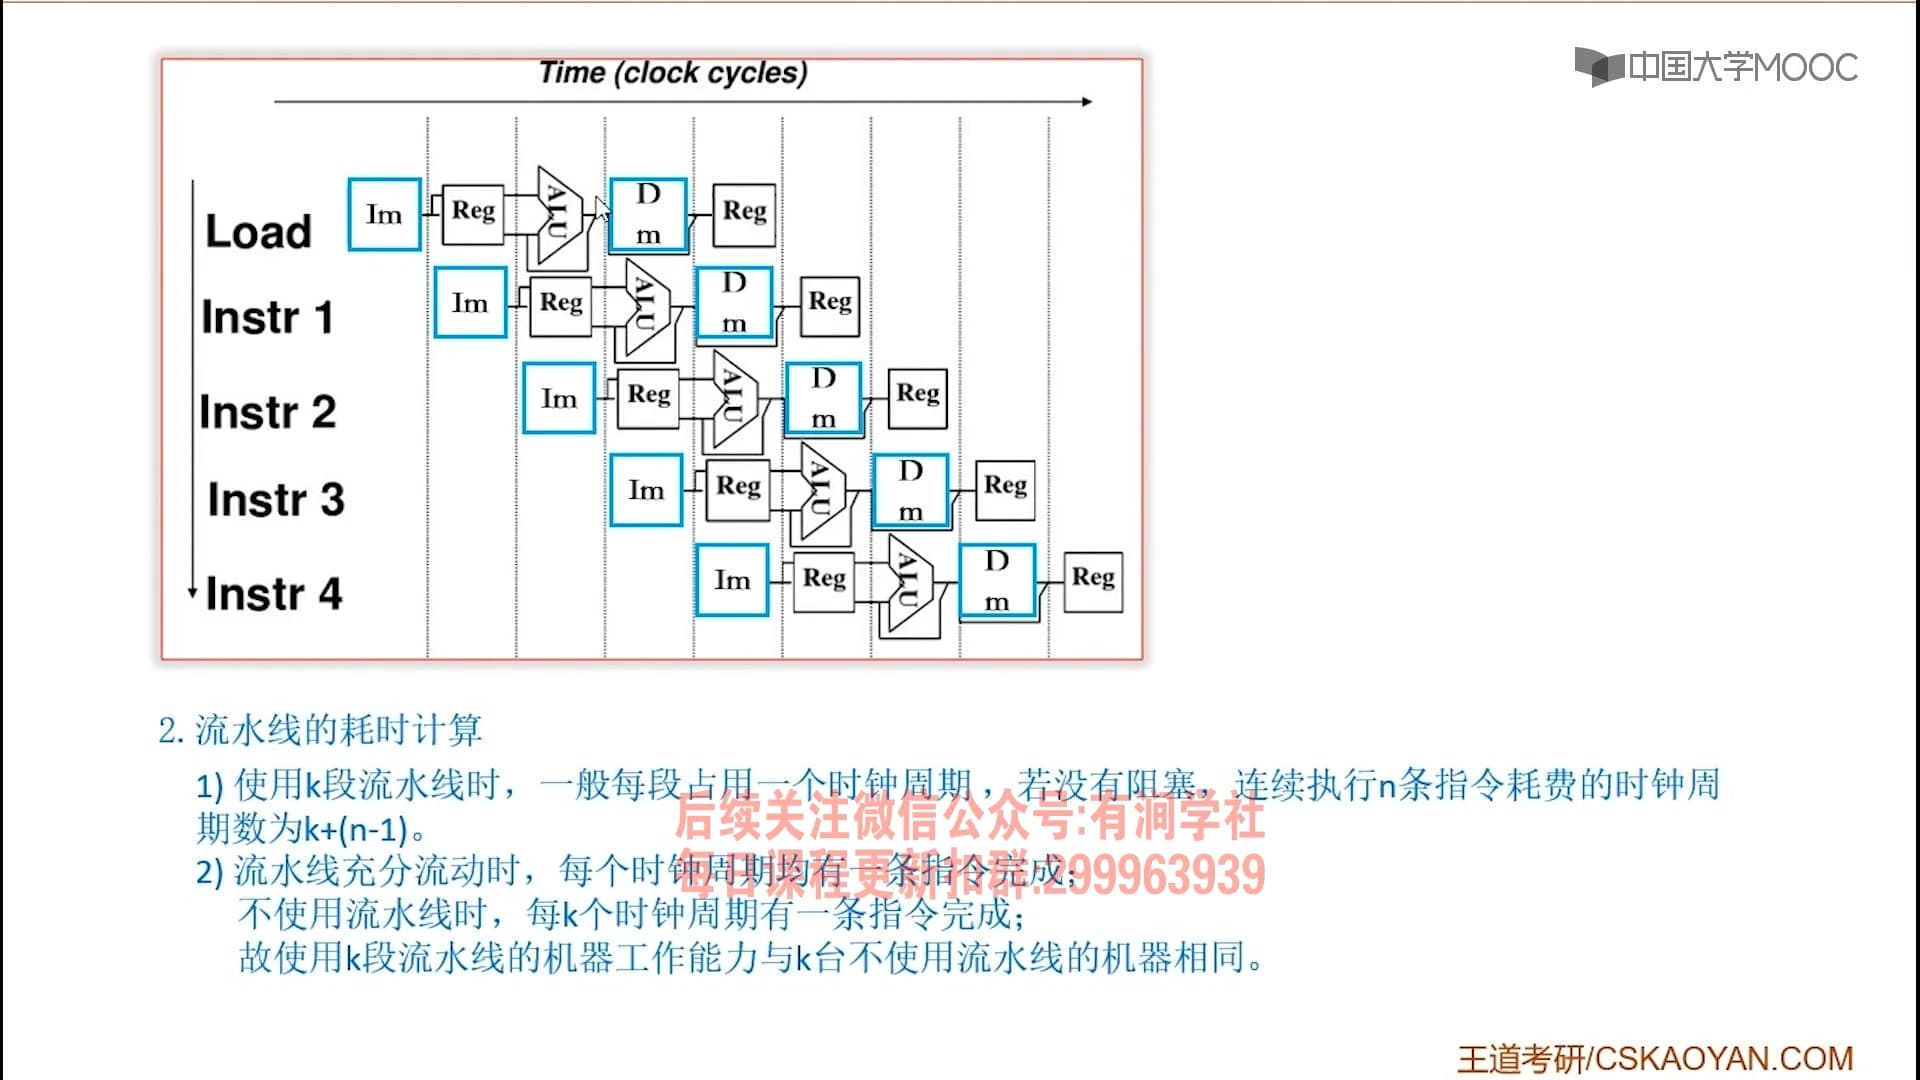 Time (clock cycles)
中国大学MOOC
Load
Im Reg ALU Dm Reg
Instr 1
Im Reg ALU Dm Reg
Instr 2
Im Reg ALU Dm Reg
Instr 3
Im Reg ALU Dm Reg
Instr 4
Im Reg ALU Dm Reg
2. 流水线的耗时计算
1) 使用k段流水线时，一般每段占用一个时钟周期，若没有阻塞，连续执行n条指令耗费的时钟周
期数为k+(n-1)。
后续关注微信公众号:有涧学社
2) 流水线充分流动时，每个时钟周期均有一条指令完成；
每日课程更新扣群:299963939
不使用流水线时，每k个时钟周期有一条指令完成；
故使用k段流水线的机器工作能力与k台不使用流水线的机器相同。
王道考研/CSKAOYAN.COM